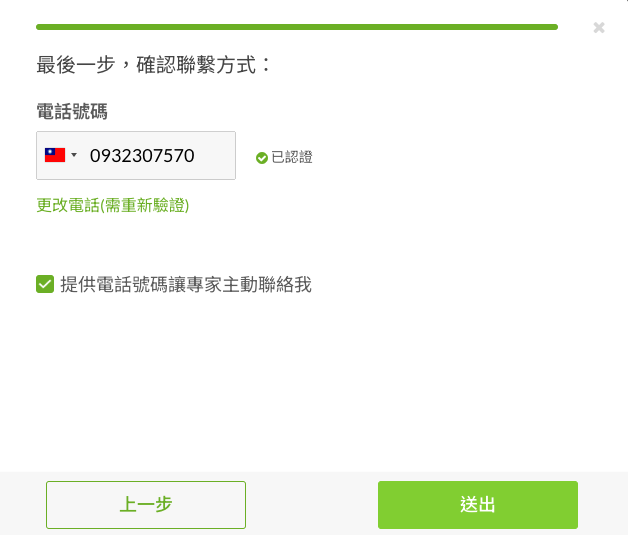 最後一步，確認聯繫方式：
電話號碼
0932307570
已認證
更改電話(需重新驗證)
提供電話號碼讓專家主動聯絡我
上一步
送出